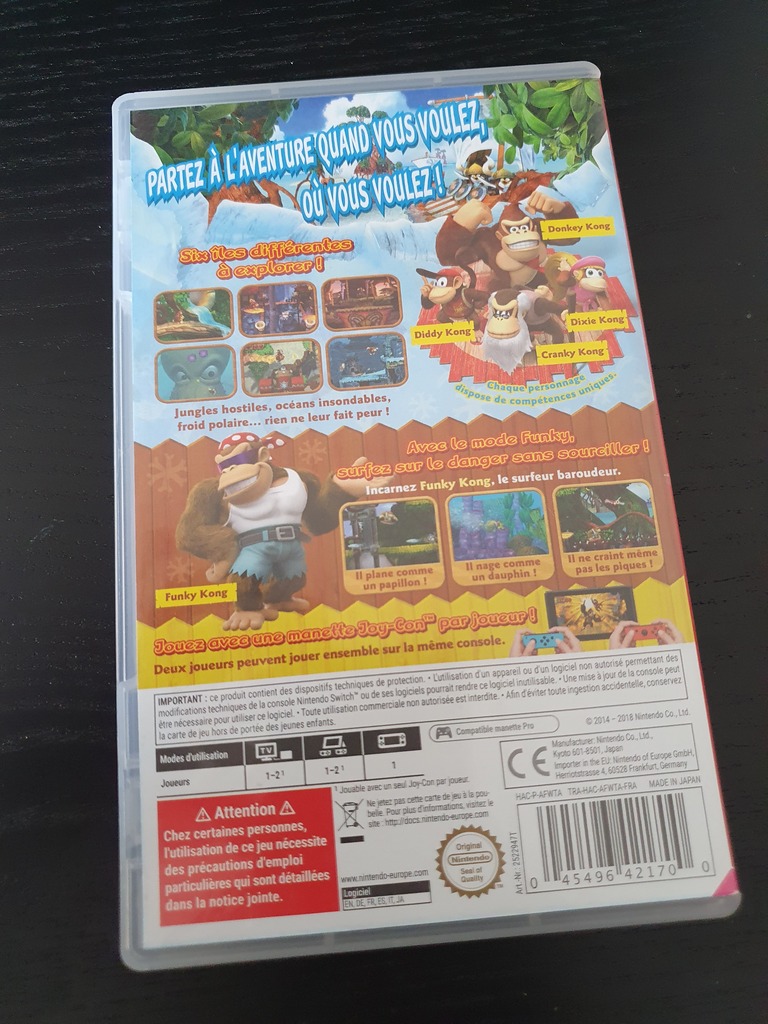 PARTEZ À L'AVENTURE QUAND VOUS VOULEZ,
OÙ VOUS VOULEZ !
Six îles différentes
à explorer !
Donkey Kong
Diddy Kong
Dixie Kong
Cranky Kong
Chaque personnage
dispose de compétences uniques.
Jungles hostiles, océans insondables,
froid polaire... rien ne leur fait peur !
Avec le mode Funky,
surfez sur le danger sans sourciller !
Incarnez Funky Kong, le surfeur baroudeur.
Funky Kong
Il plane comme
un papillon !
Il nage comme
un dauphin !
Il ne craint même
pas les piques !
Jouez avec une manette Joy-Con™ par joueur !
Deux joueurs peuvent jouer ensemble sur la même console.
IMPORTANT : ce produit contient des dispositifs techniques de protection. • L'utilisation d'un appareil ou d'un logiciel non autorisé permettant des
modifications techniques de la console Nintendo Switch™ ou de ses logiciels pourrait rendre ce logiciel inutilisable. • Une mise à jour de la console peut
être nécessaire pour utiliser ce logiciel. • Toute utilisation commerciale non autorisée est interdite. • Afin d'éviter toute ingestion accidentelle, conservez
la carte de jeu hors de portée des jeunes enfants.
Compatible manette Pro
© 2014 – 2018 Nintendo Co., Ltd.
Modes d'utilisation
TV
Joueurs
1-2¹
1-2¹
1
¹ Jouable avec un seul Joy-Con par joueur.
CE
Manufacturer: Nintendo Co., Ltd.,
Kyoto 601-8501, Japan
Importer in the EU: Nintendo of Europe GmbH,
Herriotstrasse 4, 60528 Frankfurt, Germany
HAC-P-AFWTA TRA-HAC-AFWTA-FRA MADE IN JAPAN
Attention
Chez certaines personnes,
l'utilisation de ce jeu nécessite
des précautions d'emploi
particulières qui sont détaillées
dans la notice jointe.
Ne jetez pas cette carte de jeu à la pou-
belle. Pour plus d'informations, visitez le
site : http://docs.nintendo-europe.com
www.nintendo-europe.com
Logiciel
EN, DE, FR, ES, IT, JA
Original
Nintendo
Seal of
Quality
Art.-Nr.: 2522947T
0 45496 42170 0